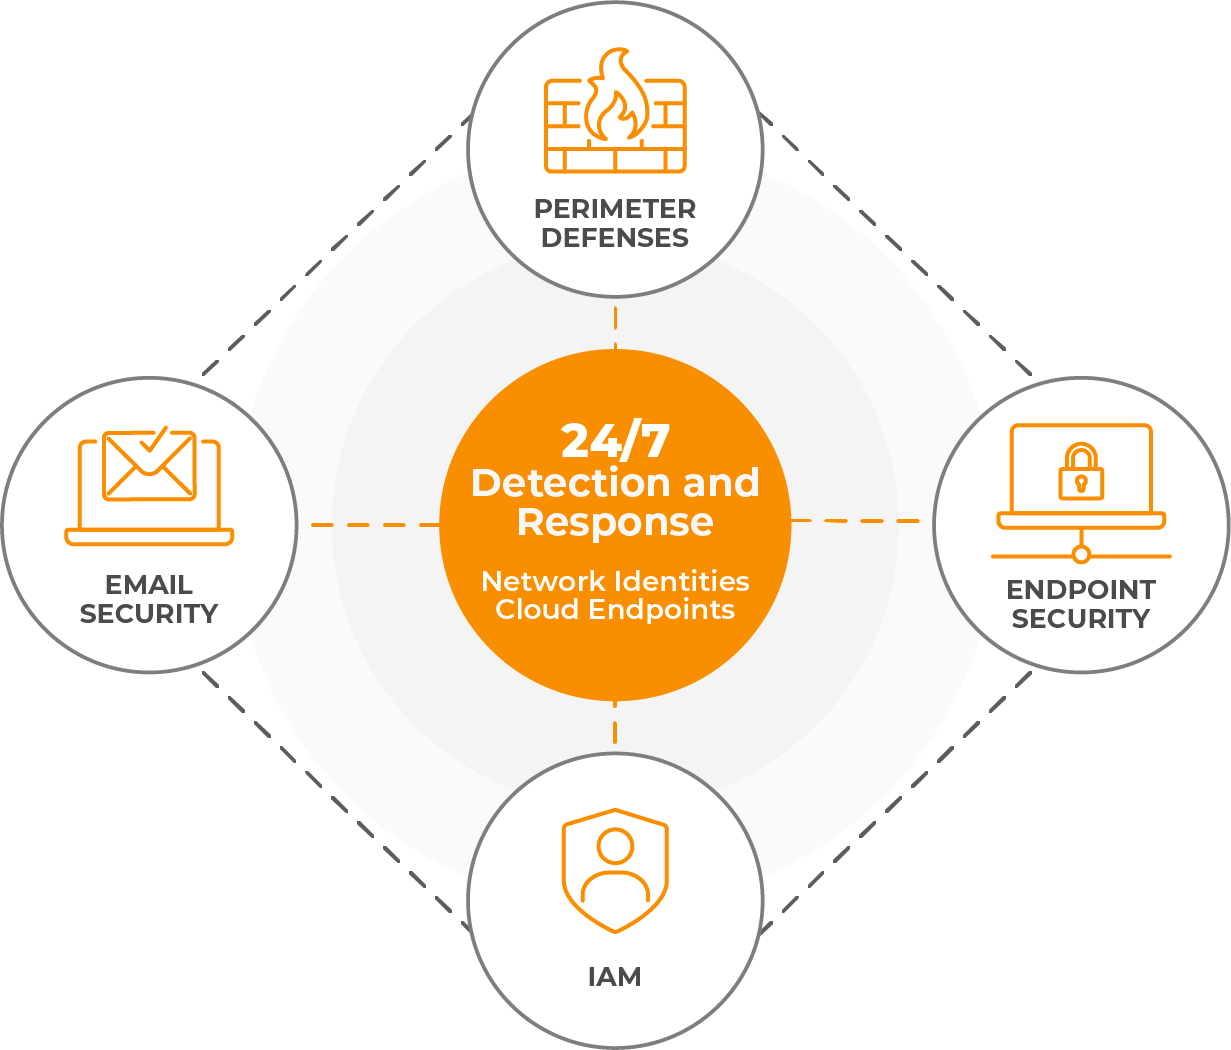 PERIMETER
DEFENSES
24/7
Detection and
Response
Network Identities
Cloud Endpoints
EMAIL
SECURITY
ENDPOINT
SECURITY
IAM